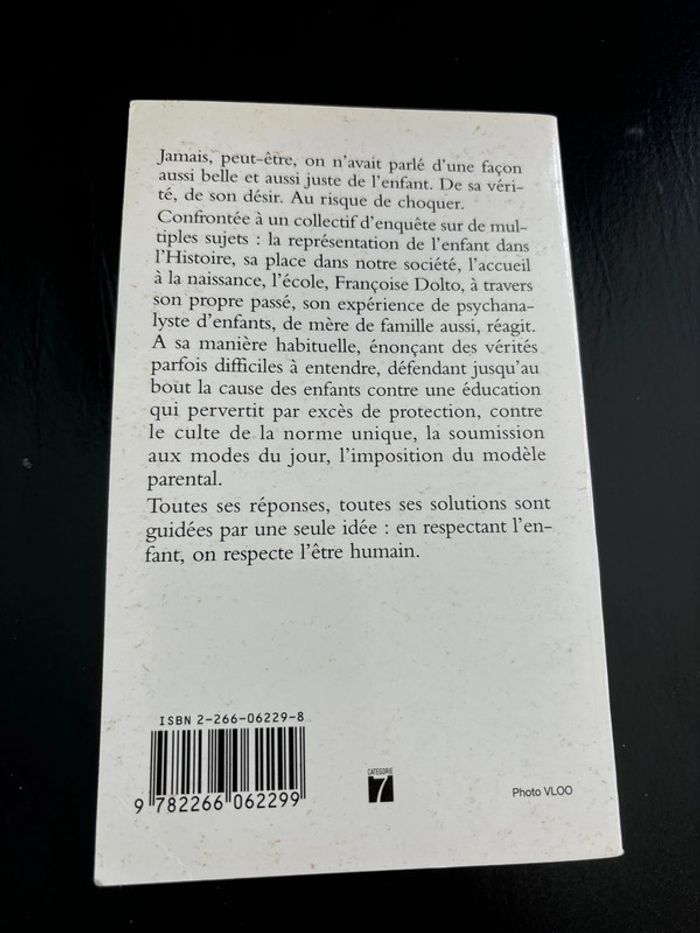 Jamais, peut-être, on n'avait parlé d'une façon
aussi belle et aussi juste de l'enfant. De sa véri-
té, de son désir. Au risque de choquer.
Confrontée à un collectif d'enquête sur de mul-
tiples sujets : la représentation de l'enfant dans
l'Histoire, sa place dans notre société, l'accueil
à la naissance, l'école, Françoise Dolto, à travers
son propre passé, son expérience de psychana-
lyste d'enfants, de mère de famille aussi, réagit.
A sa manière habituelle, énonçant des vérités
parfois difficiles à entendre, défendant jusqu'au
bout la cause des enfants contre une éducation
qui pervertit par excès de protection, contre
le culte de la norme unique, la soumission
aux modes du jour, l'imposition du modèle
parental.
Toutes ses réponses, toutes ses solutions sont
guidées par une seule idée : en respectant l'en-
fant, on respecte l'être humain.
ISBN 2-266-06229-8
9 782266 062299
CATEGORIE
7
Photo VLOO